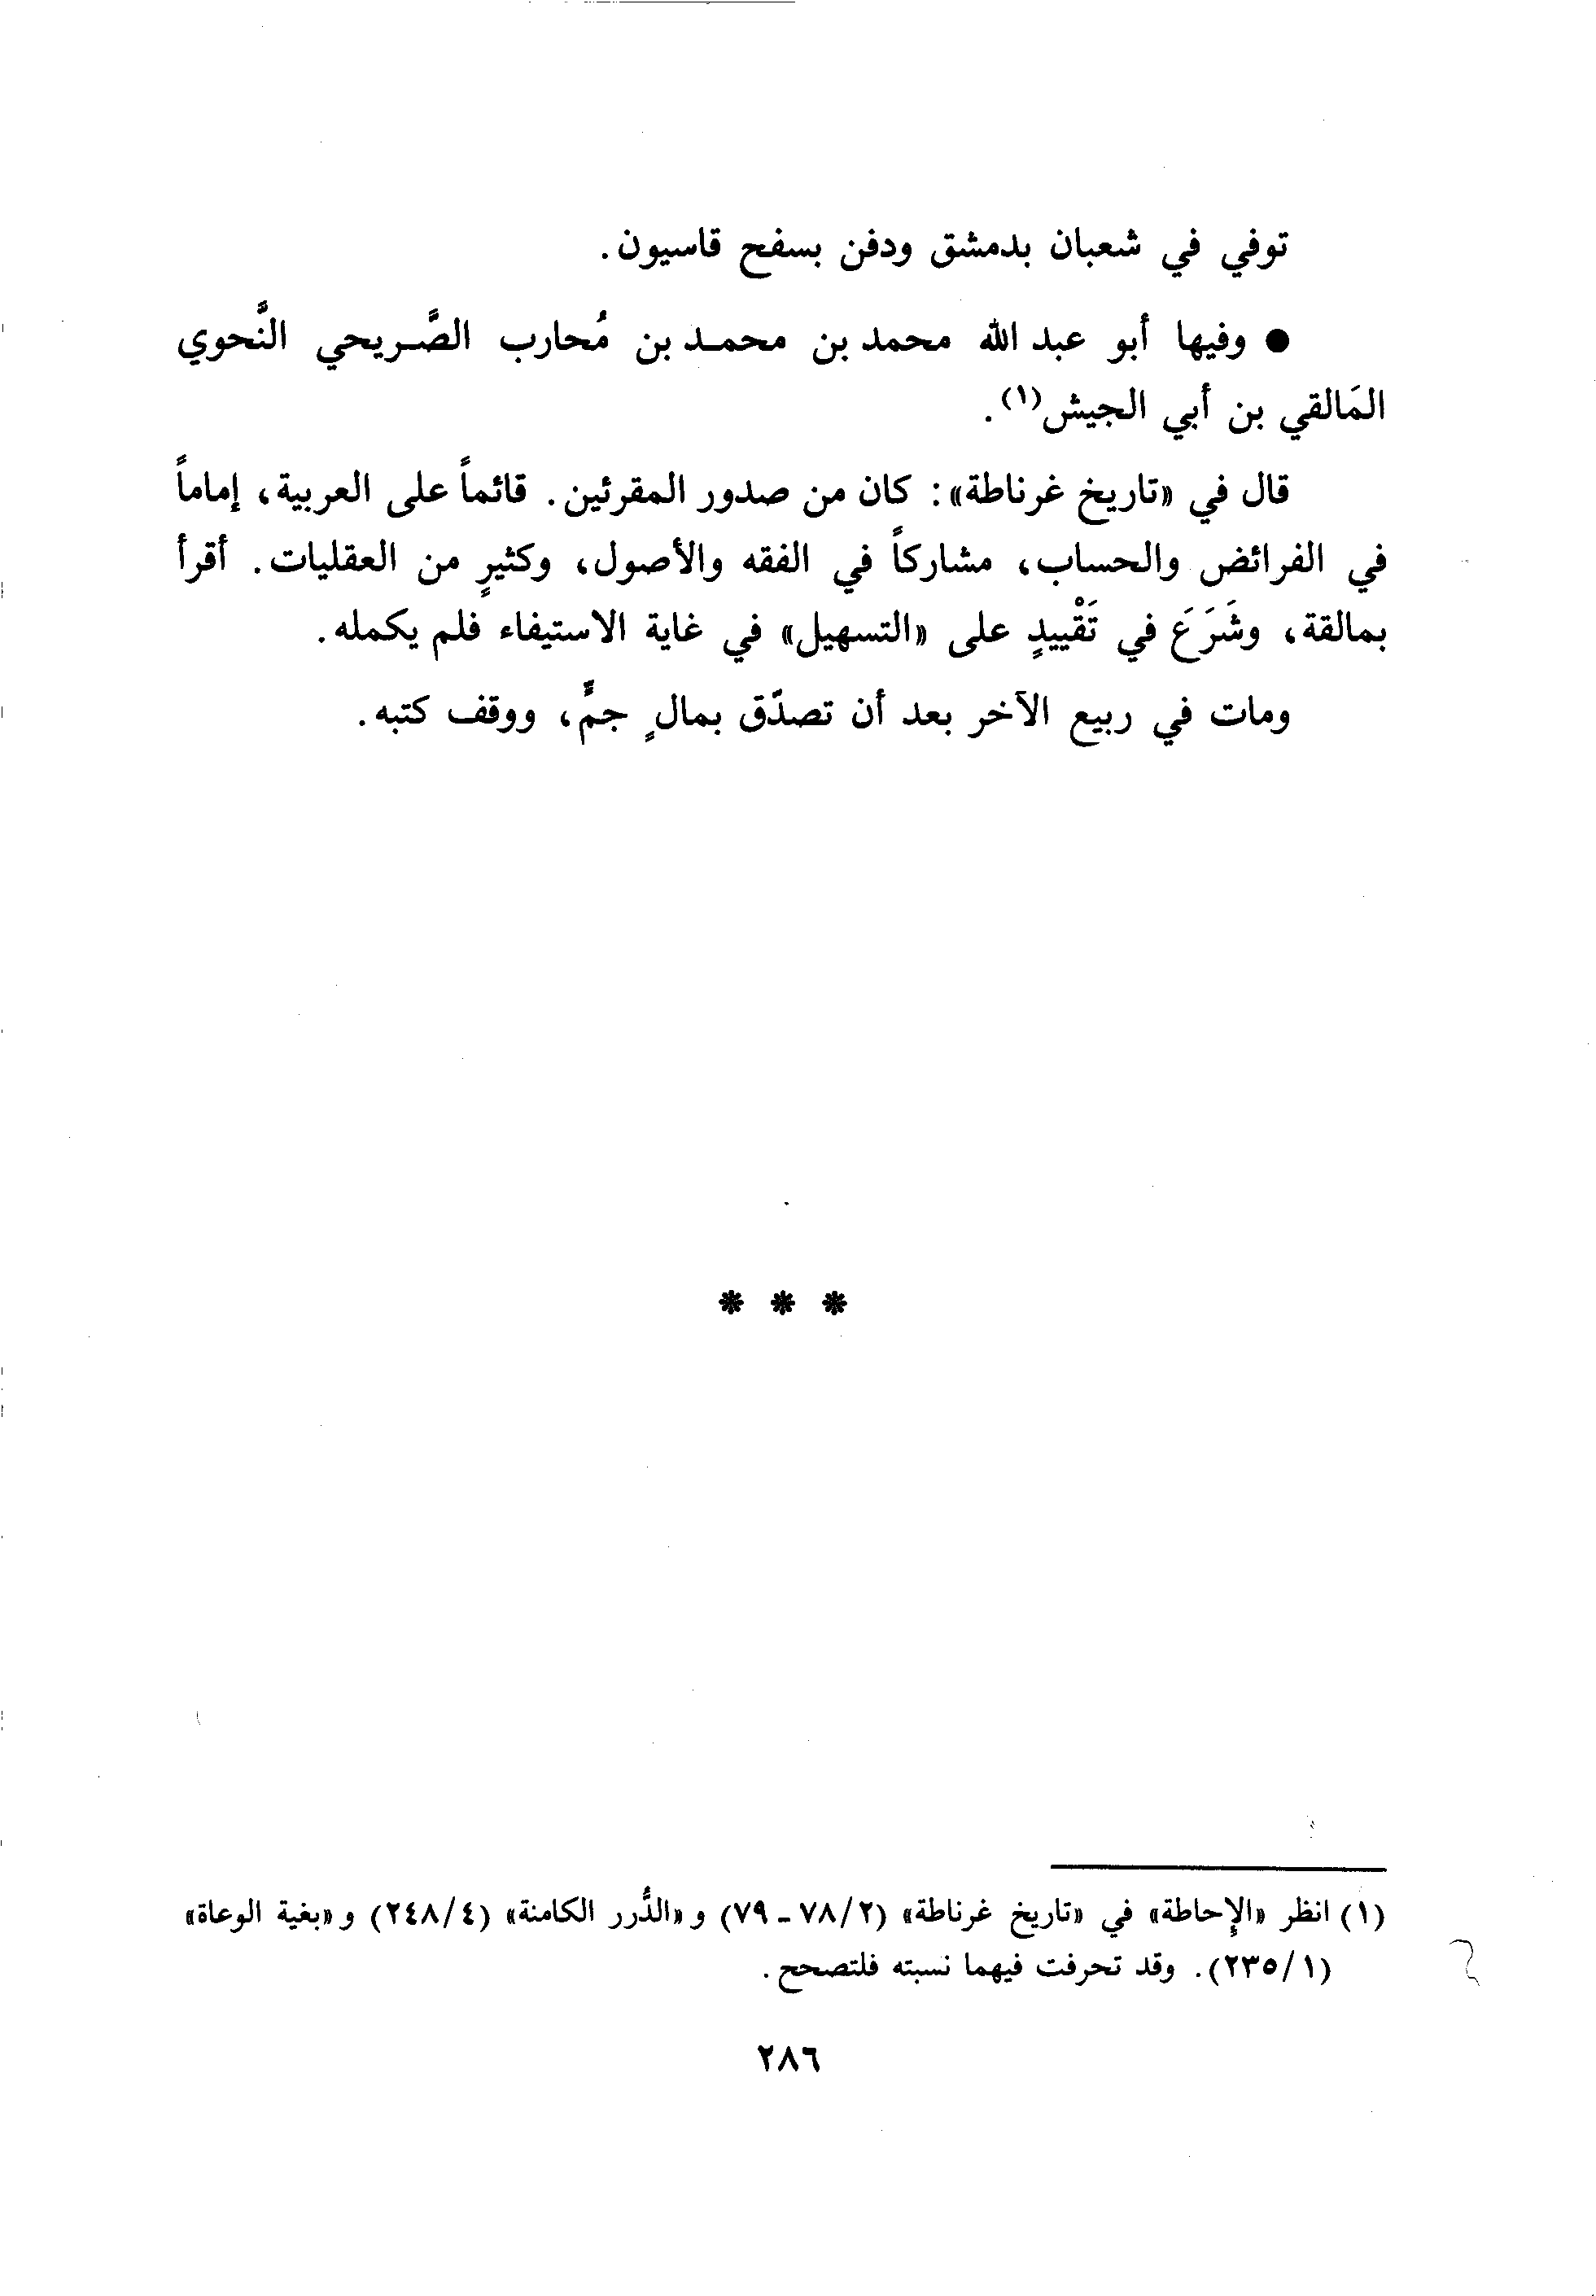 توفي في شعبان بدمشق ودفن بسفح قاسيون.
● وفيها أبو عبد الله محمد بن محمـد بن مُحارب الصَّـريحي النَّحوي
المَالقي بن أبي الجيش(١).
قال في «تاريخ غرناطة»: كان من صدور المقرئين. قائماً على العربية، إماماً
في الفرائض والحساب، مشاركاً في الفقه والأصول، وكثيرٍ من العقليات. أقرأ
بمالقة، وشَرَعَ في تَقْييدٍ على «التسهيل» في غاية الاستيفاء فلم يكمله.
ومات في ربيع الآخر بعد أن تصدّق بمالٍ جمٍّ، ووقف كتبه.
* * *
(١) انظر «الإحاطة» في «تاريخ غرناطة» (٢/ ٧٨ - ٧٩) و «الدُّرر الكامنة» (٤/ ٢٤٨) و «بغية الوعاة»
(١/ ٢٣٥). وقد تحرفت فيهما نسبته فلتصحح.
٢٨٦